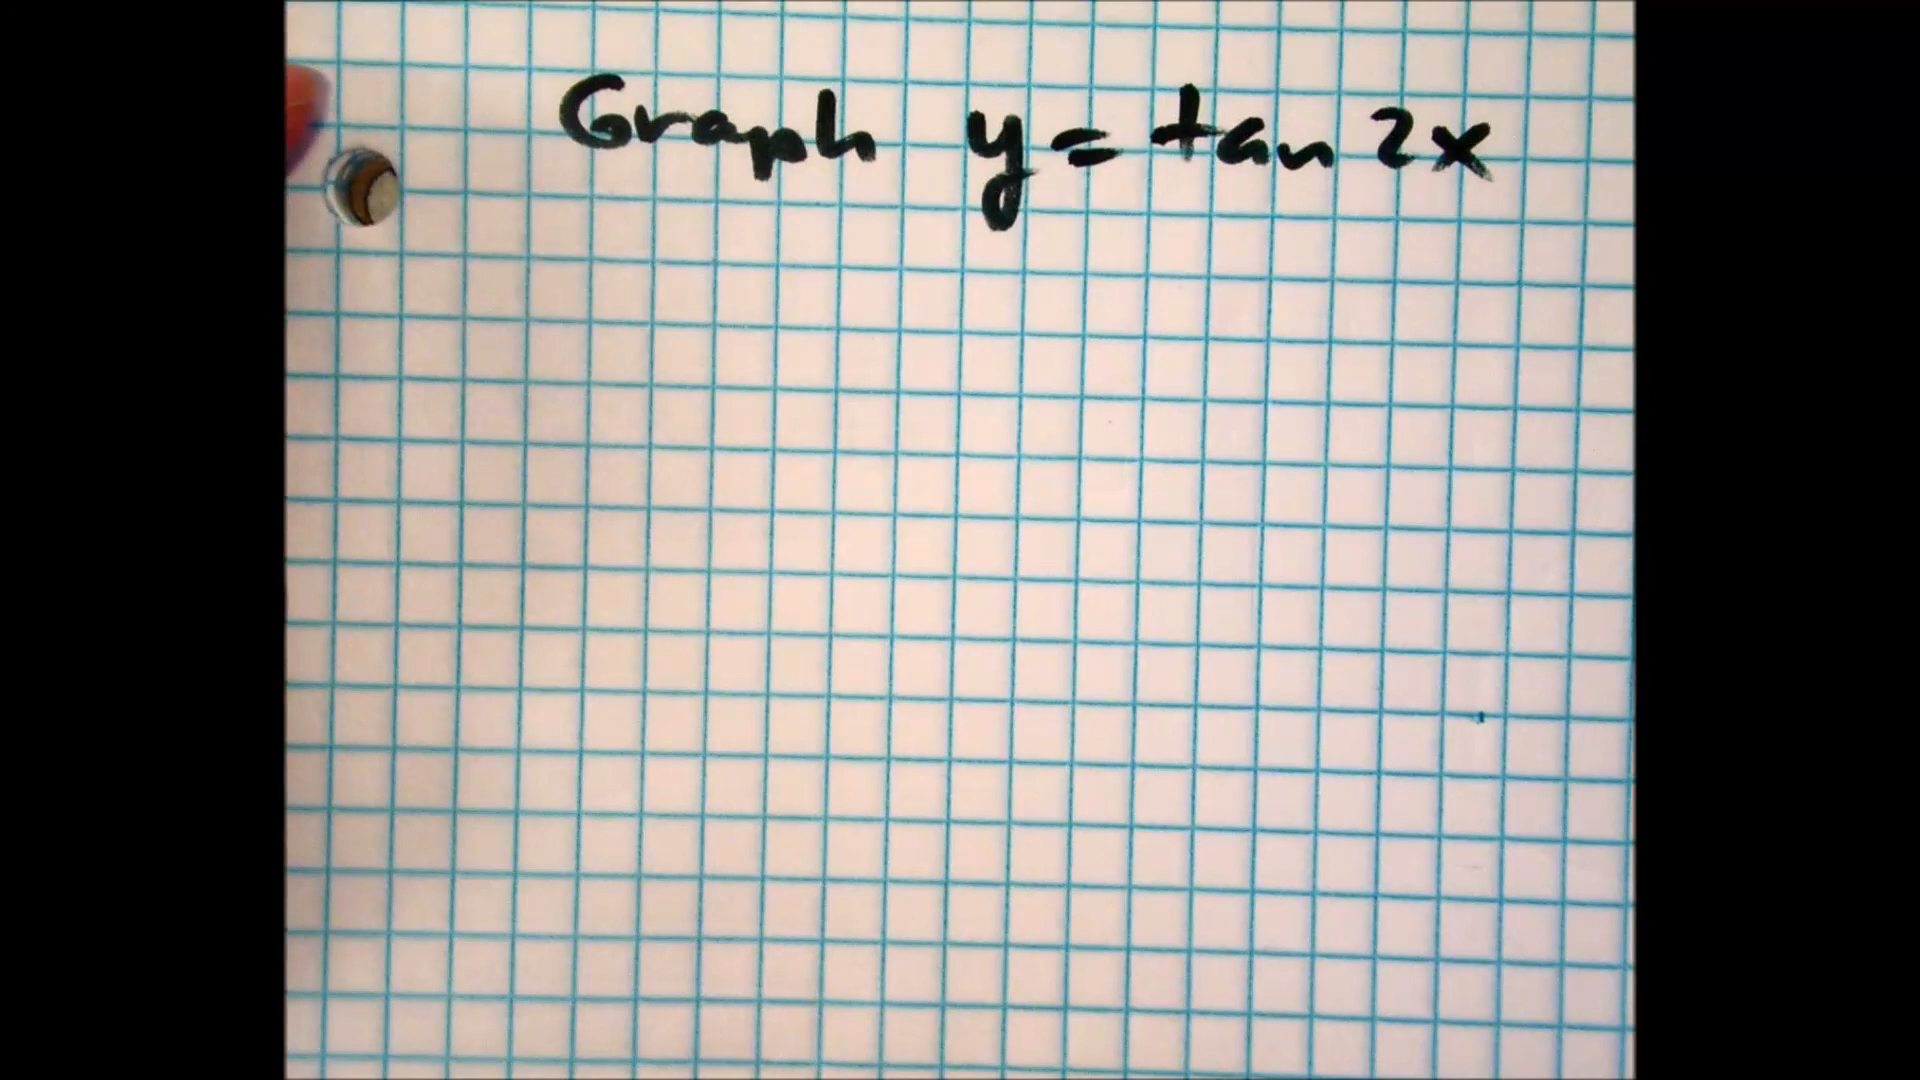 Graph y = tan 2x